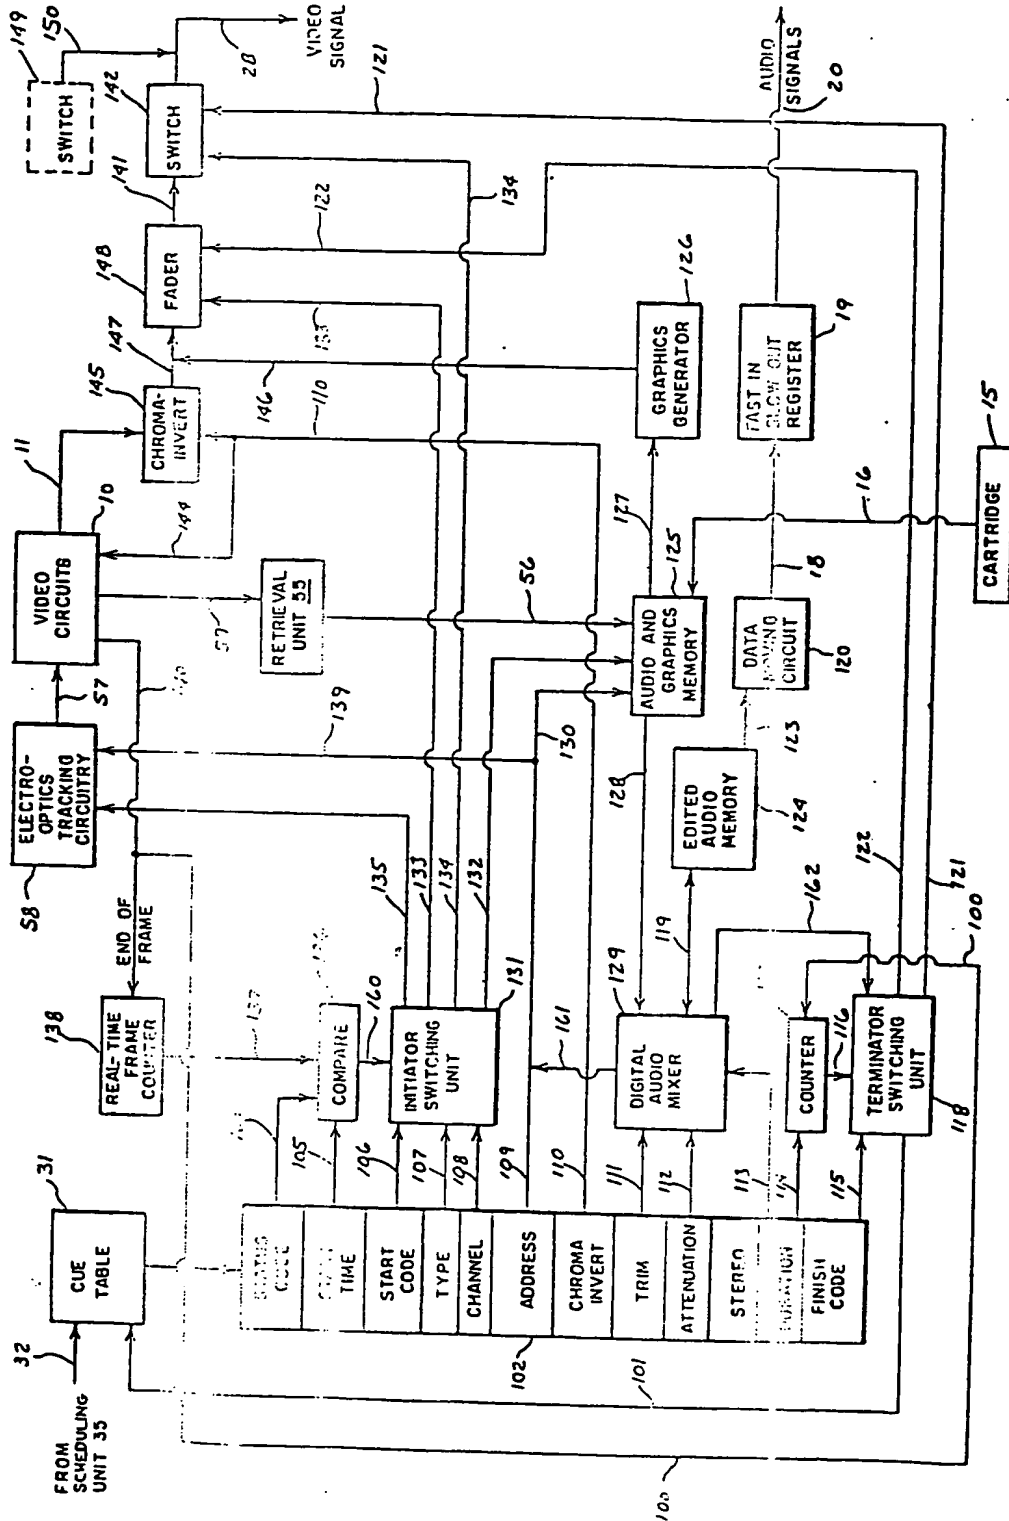 FROM
SCHEDULING
UNIT 35
32
CUE
TABLE
31
101
100
102
TIME
START
CODE
TYPE
CHANNEL
ADDRESS
CHROMA
INVERT
TRIM
ATTENUATION
STEREO
DURATION
FINISH
CODE
105
106
107
108
109
110
111
112
113
114
115
REAL-TIME
FRAME
COUNTER
138
END OF
FRAME
137
COMPARE
160
INITIATOR
SWITCHING
UNIT
131
135
133
134
132
161
DIGITAL
AUDIO
MIXER
129
COUNTER
116
TERMINATOR
SWITCHING
UNIT
118
162
100
122
121
119
128
EDITED
AUDIO
MEMORY
124
123
DATA
MOVING
CIRCUIT
120
18
130
139
ELECTRO-
OPTICS
TRACKING
CIRCUITRY
58
57
VIDEO
CIRCUITS
10
11
144
57
RETRIEVAL
UNIT 55
56
AUDIO AND
GRAPHICS
MEMORY
125
127
16
CARTRIDGE
15
GRAPHICS
GENERATOR
126
FAST IN
SLOW OUT
REGISTER
19
146
110
CHROMA-
INVERT
145
147
FADER
148
133
122
134
141
SWITCH
142
SWITCH
149
150
28
VIDEO
SIGNAL
121
AUDIO
SIGNALS
20